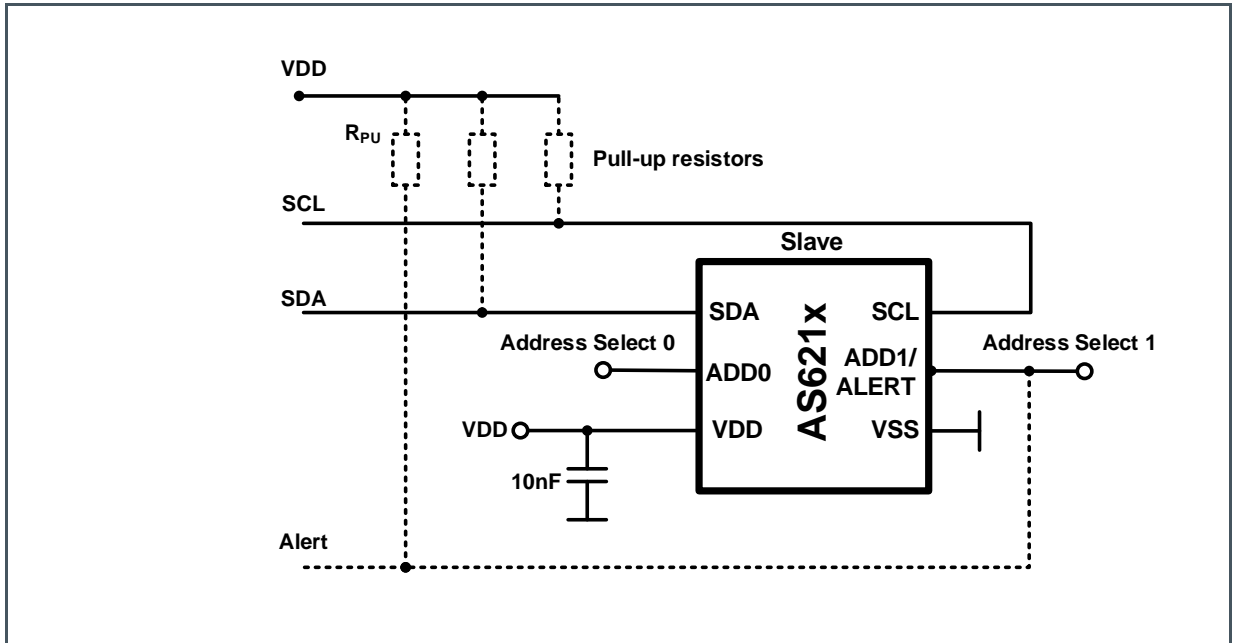 VDD
RPU
Pull-up resistors
SCL
Slave
SDA
SDA
SCL
Address Select 0
ADD0
ADD1/
ALERT
Address Select 1
VDD
VDD
VSS
AS621x
10nF
Alert